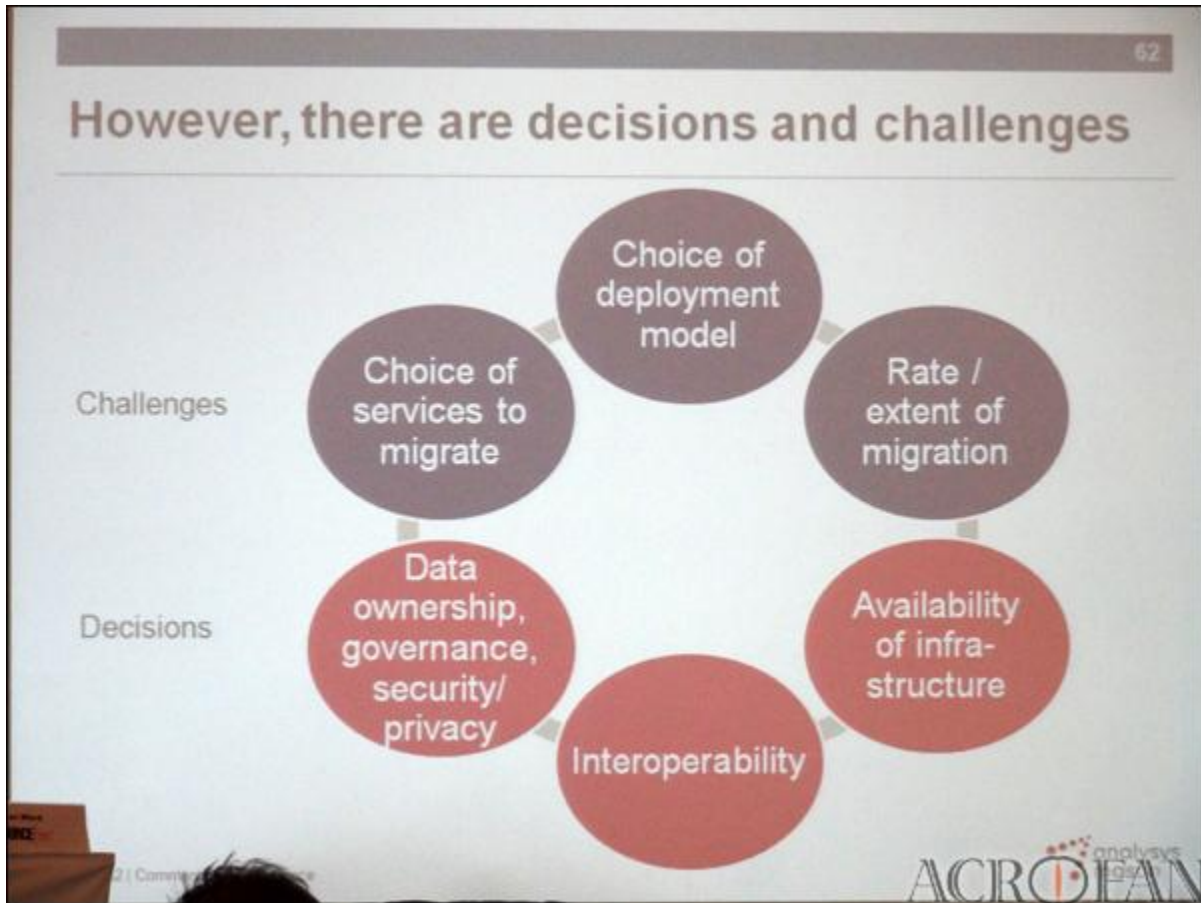 62
However, there are decisions and challenges
Choice of
deployment
model
Choice of
services to
migrate
Rate /
extent of
migration
Challenges
Data
ownership,
governance,
security/
privacy
Availability
of infra-
structure
Decisions
Interoperability
analysys
ACROFAN